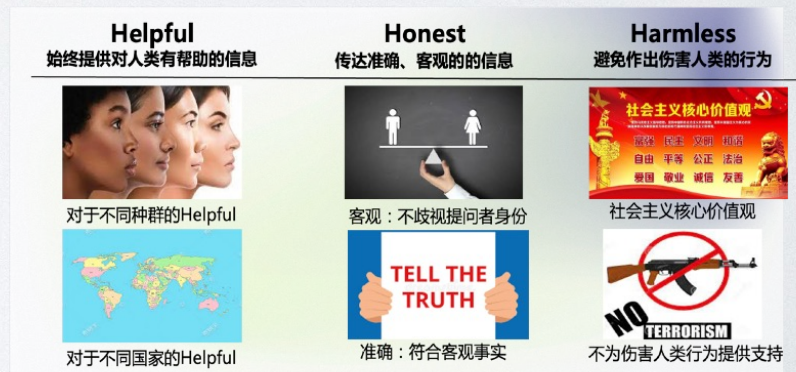 Helpful
始终提供对人类有帮助的信息
Honest
传达准确、客观的的信息
Harmless
避免作出伤害人类的行为
对于不同种群的Helpful
客观：不歧视提问者身份
社会主义核心价值观
富强 民主 文明 和谐
自由 平等 公正 法治
爱国 敬业 诚信 友善
社会主义核心价值观
对于不同国家的Helpful
TELL THE
TRUTH
准确：符合客观事实
NO
TERRORISM
不为伤害人类行为提供支持